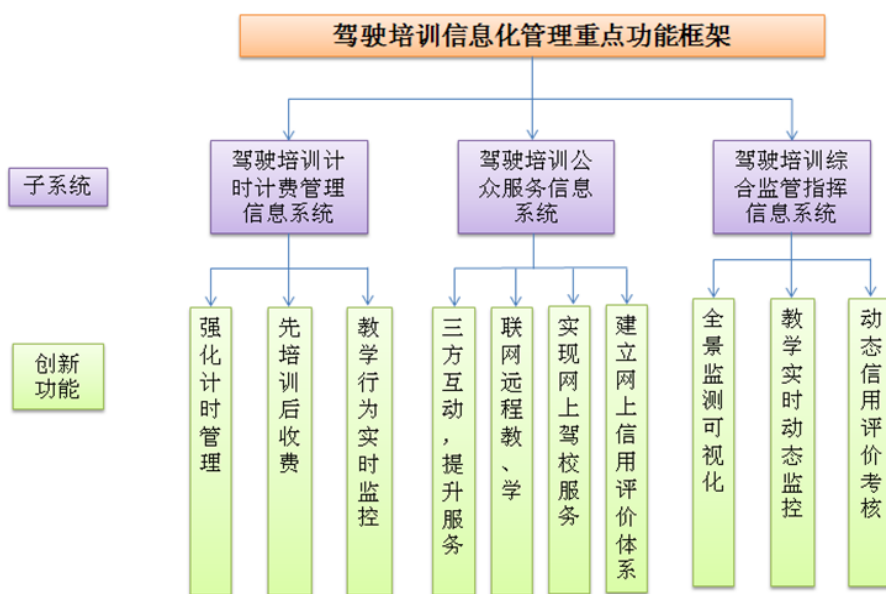 驾驶培训信息化管理重点功能框架
子系统
驾驶培训计
时计费管理
信息系统
驾驶培训公
众服务信息
系统
驾驶培训综
合监管指挥
信息系统
创新
功能
强化计时管理
先培训后收费
教学行为实时监控
三方互动，提升服务
联网远程教、学
实现网上驾校服务
建立网上信用评价体系
全景监测可视化
教学实时动态监控
动态信用评价考核